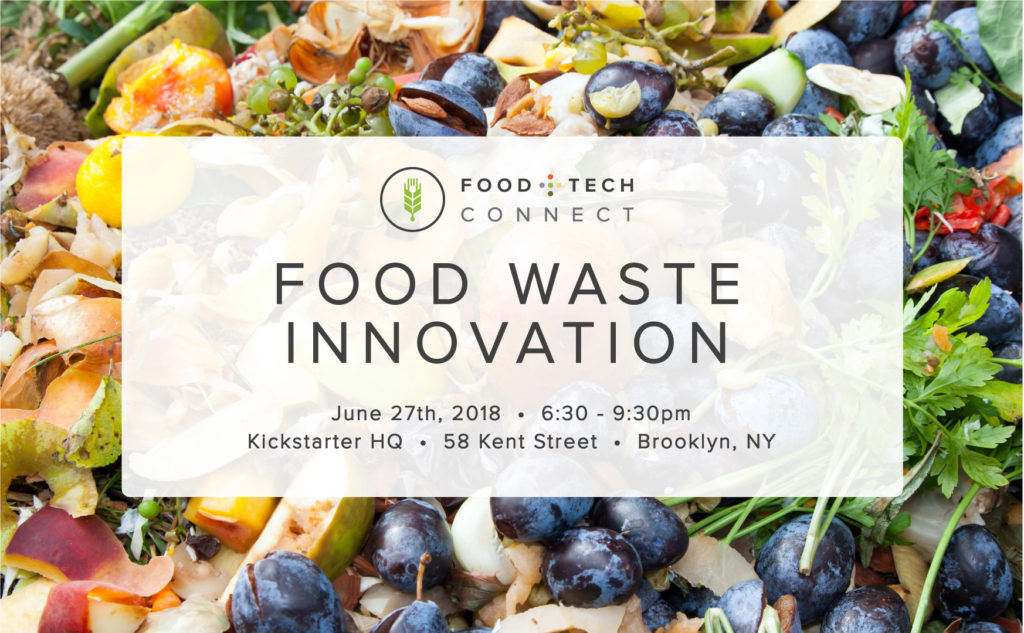 FOOD TECH
CONNECT
FOOD WASTE
INNOVATION
June 27th, 2018 • 6:30 - 9:30pm
Kickstarter HQ • 58 Kent Street • Brooklyn, NY